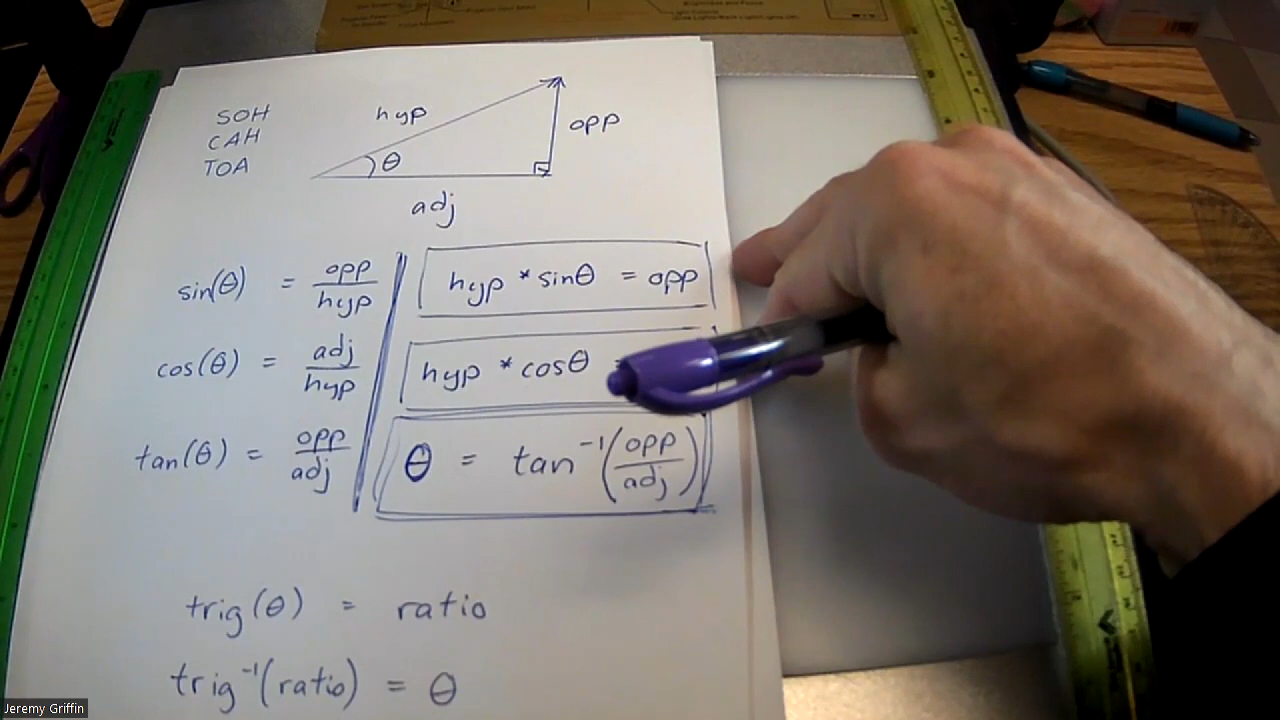 SOH
CAH
TOA
hyp
opp
θ
adj
sin(θ) = opp/hyp
hyp * sinθ = opp
cos(θ) = adj/hyp
hyp * cosθ =
tan(θ) = opp/adj
θ = tan⁻¹(opp/adj)
trig(θ) = ratio
trig⁻¹(ratio) = θ
Jeremy Griffin